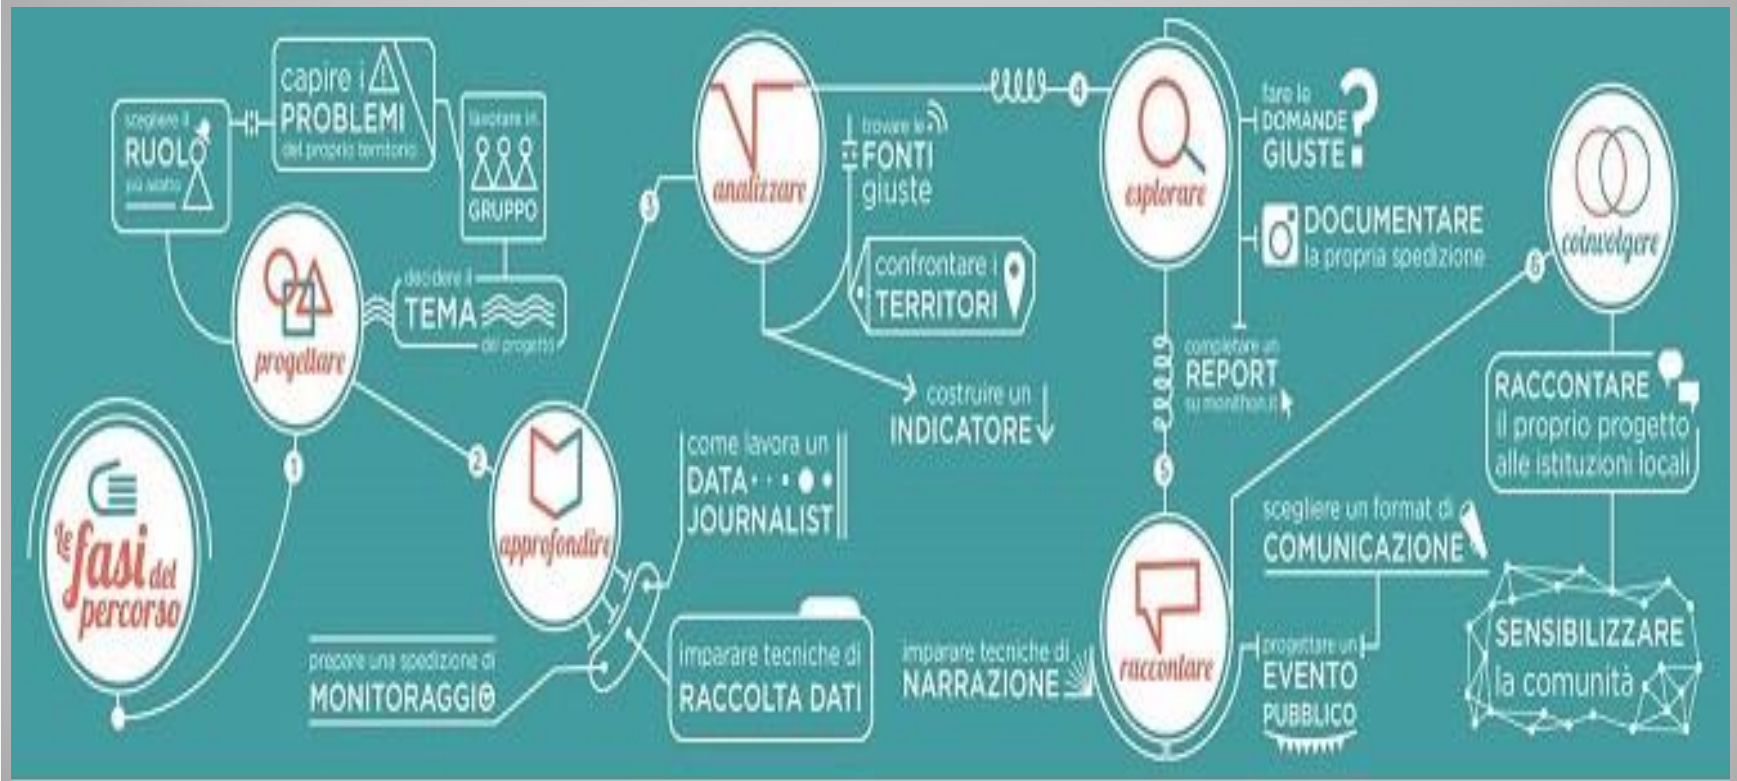 le
fasi del
percorso
1
progettare
scegliere il
RUOLO
più adatto
capire i
PROBLEMI
del proprio territorio
lavorare in
GRUPPO
decidere il
TEMA
del progetto
2
approfondire
come lavora un
DATA
JOURNALIST
imparare tecniche di
RACCOLTA DATI
prepare una spedizione di
MONITORAGGIO
3
analizzare
trovare le
FONTI
giuste
confrontare i
TERRITORI
costruire un
INDICATORE
4
esplorare
fare le
DOMANDE
GIUSTE ?
DOCUMENTARE
la propria spedizione
completare un
REPORT
su monithon.it
5
raccontare
imparare tecniche di
NARRAZIONE
scegliere un format di
COMUNICAZIONE
progettare un
EVENTO
PUBBLICO
6
coinvolgere
RACCONTARE
il proprio progetto
alle istituzioni locali
SENSIBILIZZARE
la comunità